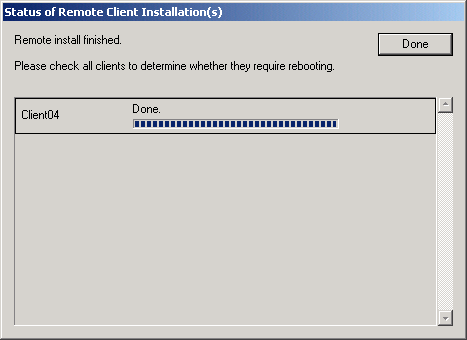 Status of Remote Client Installation(s)
Remote install finished.
Done
Please check all clients to determine whether they require rebooting.
Client04
Done.